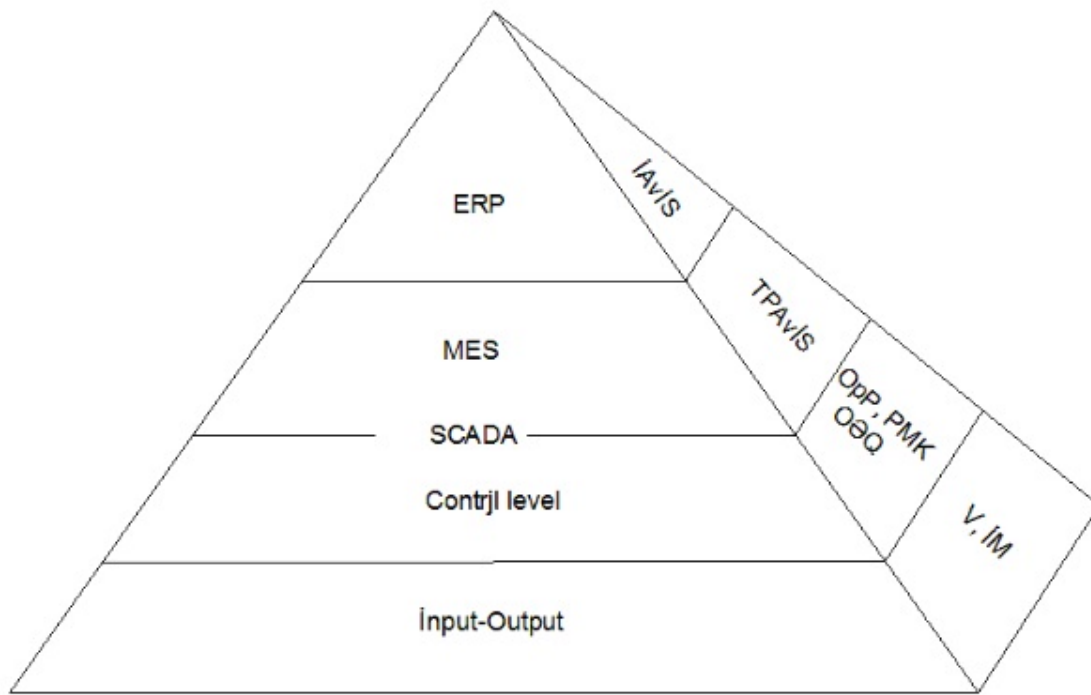 ERP
İAvİS
MES
TPAvİS
SCADA
OpP, PMK
OƏQ
Contrjl level
V, İM
İnput-Output